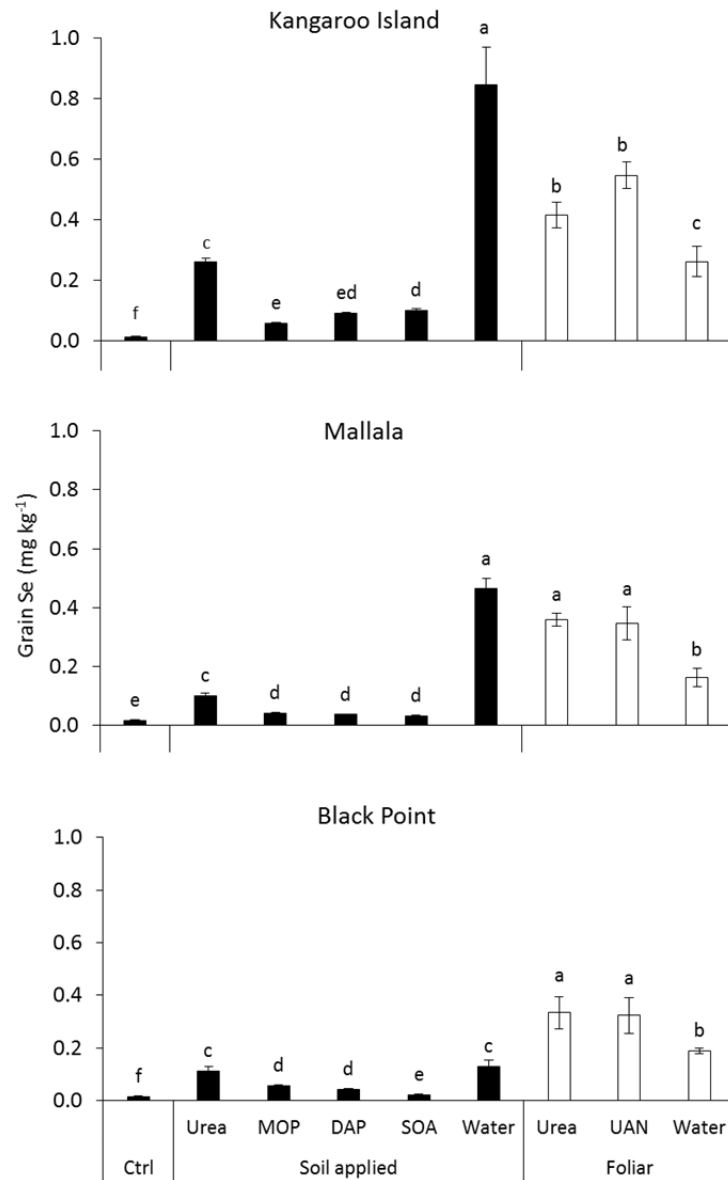 Kangaroo Island
1.0
0.8
0.6
0.4
0.2
0.0
f
c
e
ed
d
a
b
b
c
Grain Se (mg kg⁻¹)
Mallala
1.0
0.8
0.6
0.4
0.2
0.0
e
c
d
d
d
a
a
a
b
Black Point
1.0
0.8
0.6
0.4
0.2
0.0
f
c
d
d
e
c
a
a
b
Urea MOP DAP SOA Water Urea UAN Water
Ctrl Soil applied Foliar